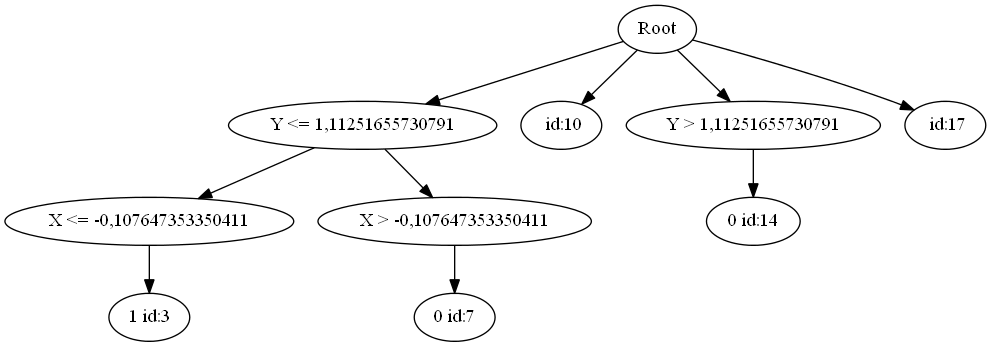 Root
Y <= 1,11251655730791
id:10
Y > 1,11251655730791
id:17
X <= -0,107647353350411
X > -0,107647353350411
0 id:14
1 id:3
0 id:7